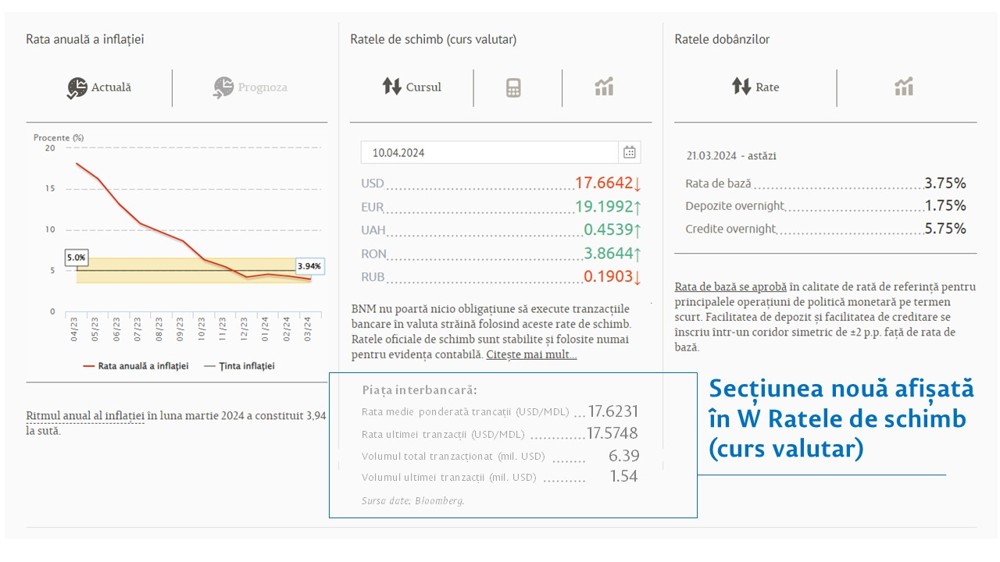 Rata anuală a inflației
Actuală
Prognoza
Procente (%)
20
15
10
5
0
5.0%
3.94%
04/23
05/23
06/23
07/23
08/23
09/23
10/23
11/23
12/23
01/24
02/24
03/24
Rata anuală a inflației
Ținta inflației
Ritmul anual al inflației în luna martie 2024 a constituit 3,94
la sută.
Ratele de schimb (curs valutar)
Cursul
10.04.2024
USD 17.6642↓
EUR 19.1992↑
UAH 0.4539↑
RON 3.8644↑
RUB 0.1903↓
BNM nu poartă nicio obligațiune să execute tranzacțiile
bancare în valuta străină folosind aceste rate de schimb.
Ratele oficiale de schimb sunt stabilite și folosite numai
pentru evidența contabilă. Citește mai mult...
Piața interbancară:
Rata medie ponderată trancații (USD/MDL) ...17.6231
Rata ultimei tranzacții (USD/MDL) ...........17.5748
Volumul total tranzacționat (mil. USD) ........ 6.39
Volumul ultimei tranzacții (mil. USD) .......... 1.54
Sursa date: Bloomberg.
Ratele dobânzilor
Rate
21.03.2024 - astăzi
Rata de bază 3.75%
Depozite overnight 1.75%
Credite overnight 5.75%
Rata de bază se aprobă în calitate de rată de referință pentru
principalele operațiuni de politică monetară pe termen
scurt. Facilitatea de depozit și facilitatea de creditare se
înscriu într-un coridor simetric de ±2 p.p. față de rata de
bază.
Secțiunea nouă afișată
în W Ratele de schimb
(curs valutar)